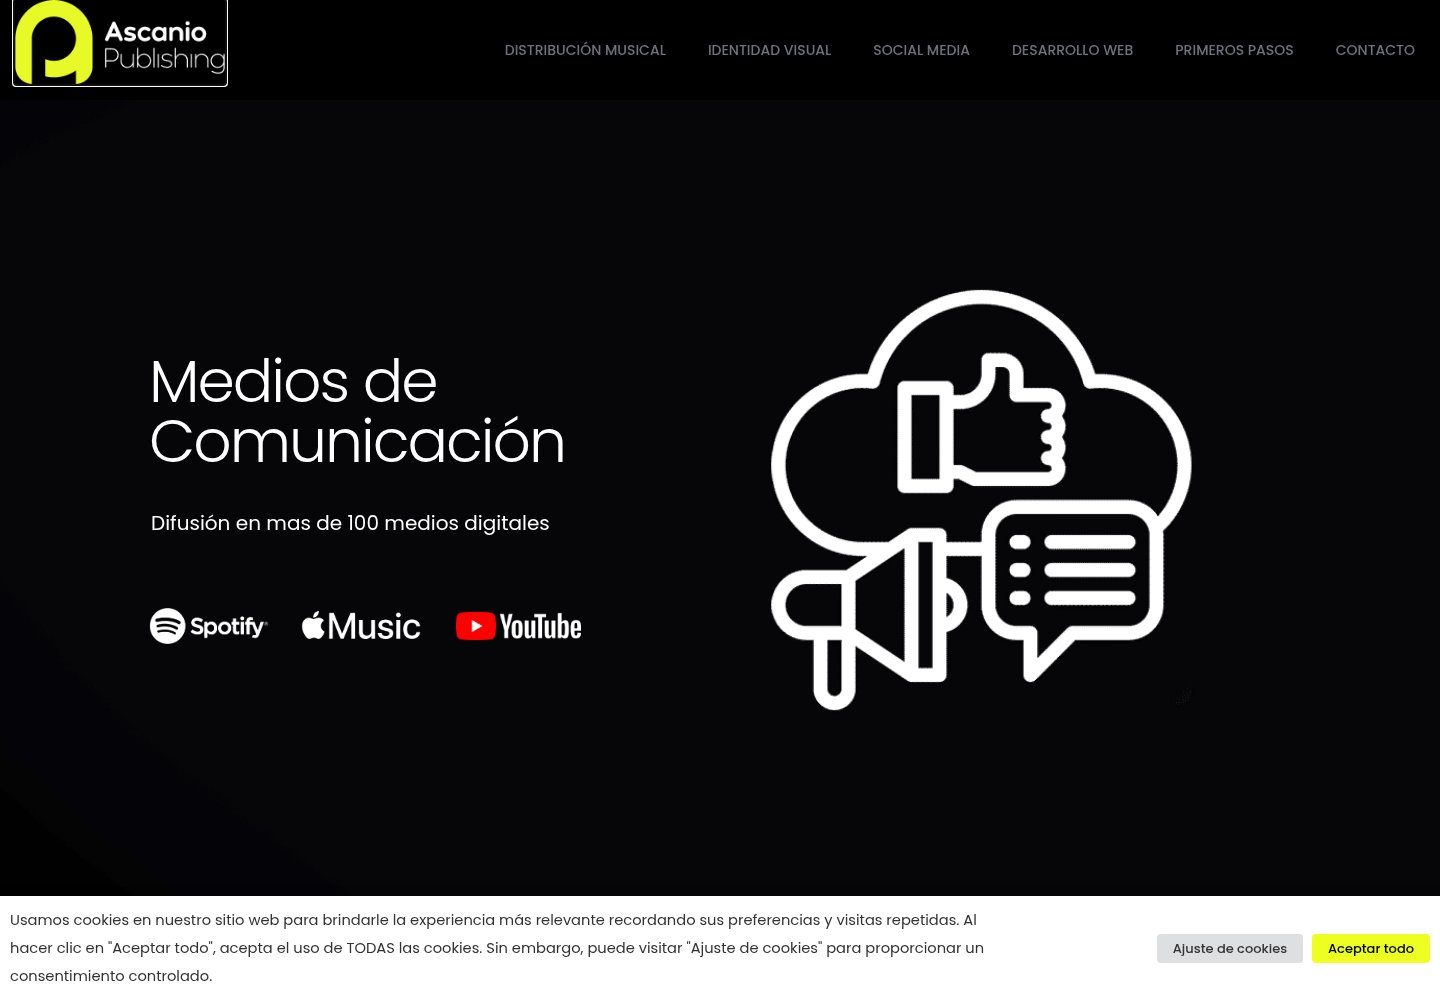 Ascanio
Publishing
DISTRIBUCIÓN MUSICAL
IDENTIDAD VISUAL
SOCIAL MEDIA
DESARROLLO WEB
PRIMEROS PASOS
CONTACTO
Medios de
Comunicación
Difusión en mas de 100 medios digitales
Spotify®
Music
YouTube
Usamos cookies en nuestro sitio web para brindarle la experiencia más relevante recordando sus preferencias y visitas repetidas. Al
hacer clic en "Aceptar todo", acepta el uso de TODAS las cookies. Sin embargo, puede visitar "Ajuste de cookies" para proporcionar un
consentimiento controlado.
Ajuste de cookies
Aceptar todo